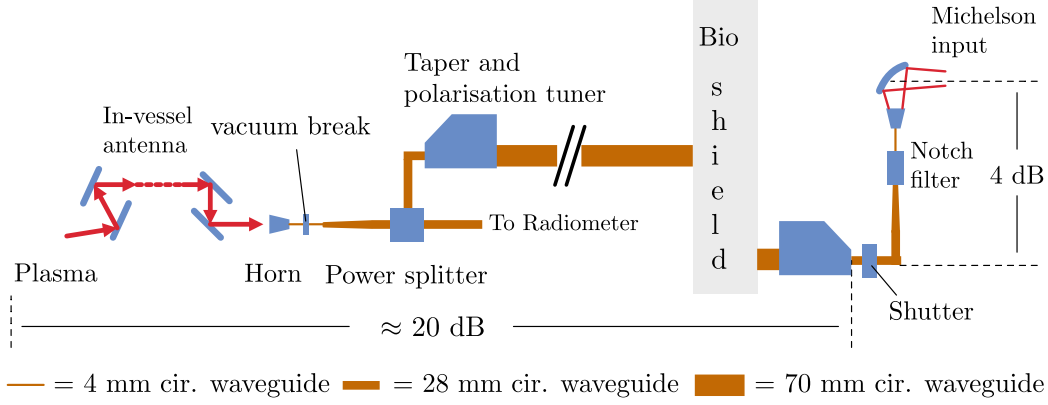 Michelson
input
Bio
s
h
i
e
l
d
Taper and
polarisation tuner
In-vessel
antenna
vacuum break
Notch
filter
4 dB
To Radiometer
Plasma
Horn
Power splitter
Shutter
≈ 20 dB
= 4 mm cir. waveguide
= 28 mm cir. waveguide
= 70 mm cir. waveguide